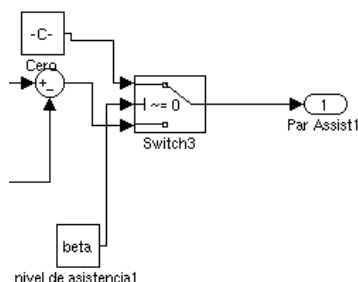 -C-
Cero
+
-
~= 0
Switch3
1
Par Assist1
beta
nivel de asistencia1